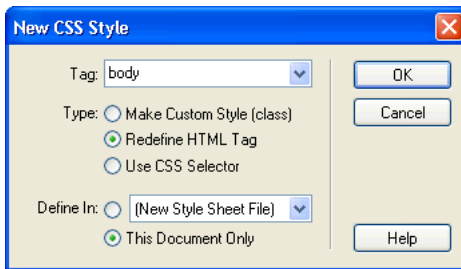 New CSS Style
Tag: body
OK
Type: Make Custom Style (class)
Cancel
Redefine HTML Tag
Use CSS Selector
Define In: (New Style Sheet File)
This Document Only
Help